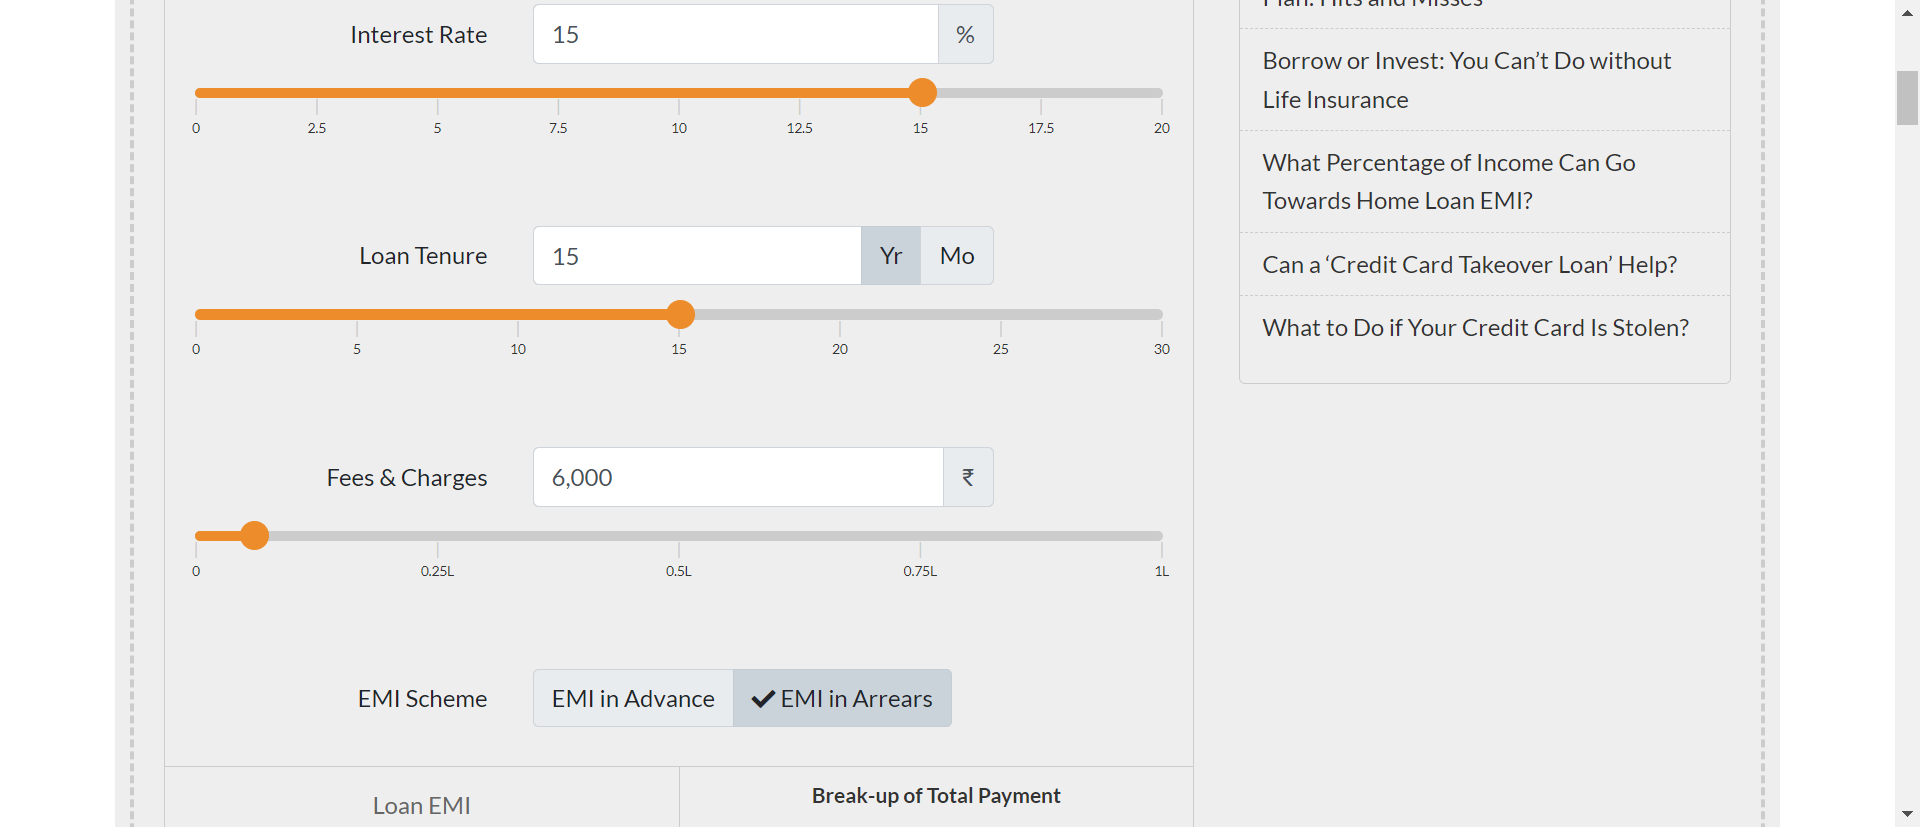 Interest Rate
15
%
0 2.5 5 7.5 10 12.5 15 17.5 20
Loan Tenure
15
Yr Mo
0 5 10 15 20 25 30
Fees & Charges
6,000
₹
0 0.25L 0.5L 0.75L 1L
EMI Scheme
EMI in Advance
EMI in Arrears
Loan EMI
Break-up of Total Payment
Plan: Hits and Misses
Borrow or Invest: You Can’t Do without
Life Insurance
What Percentage of Income Can Go
Towards Home Loan EMI?
Can a ‘Credit Card Takeover Loan’ Help?
What to Do if Your Credit Card Is Stolen?